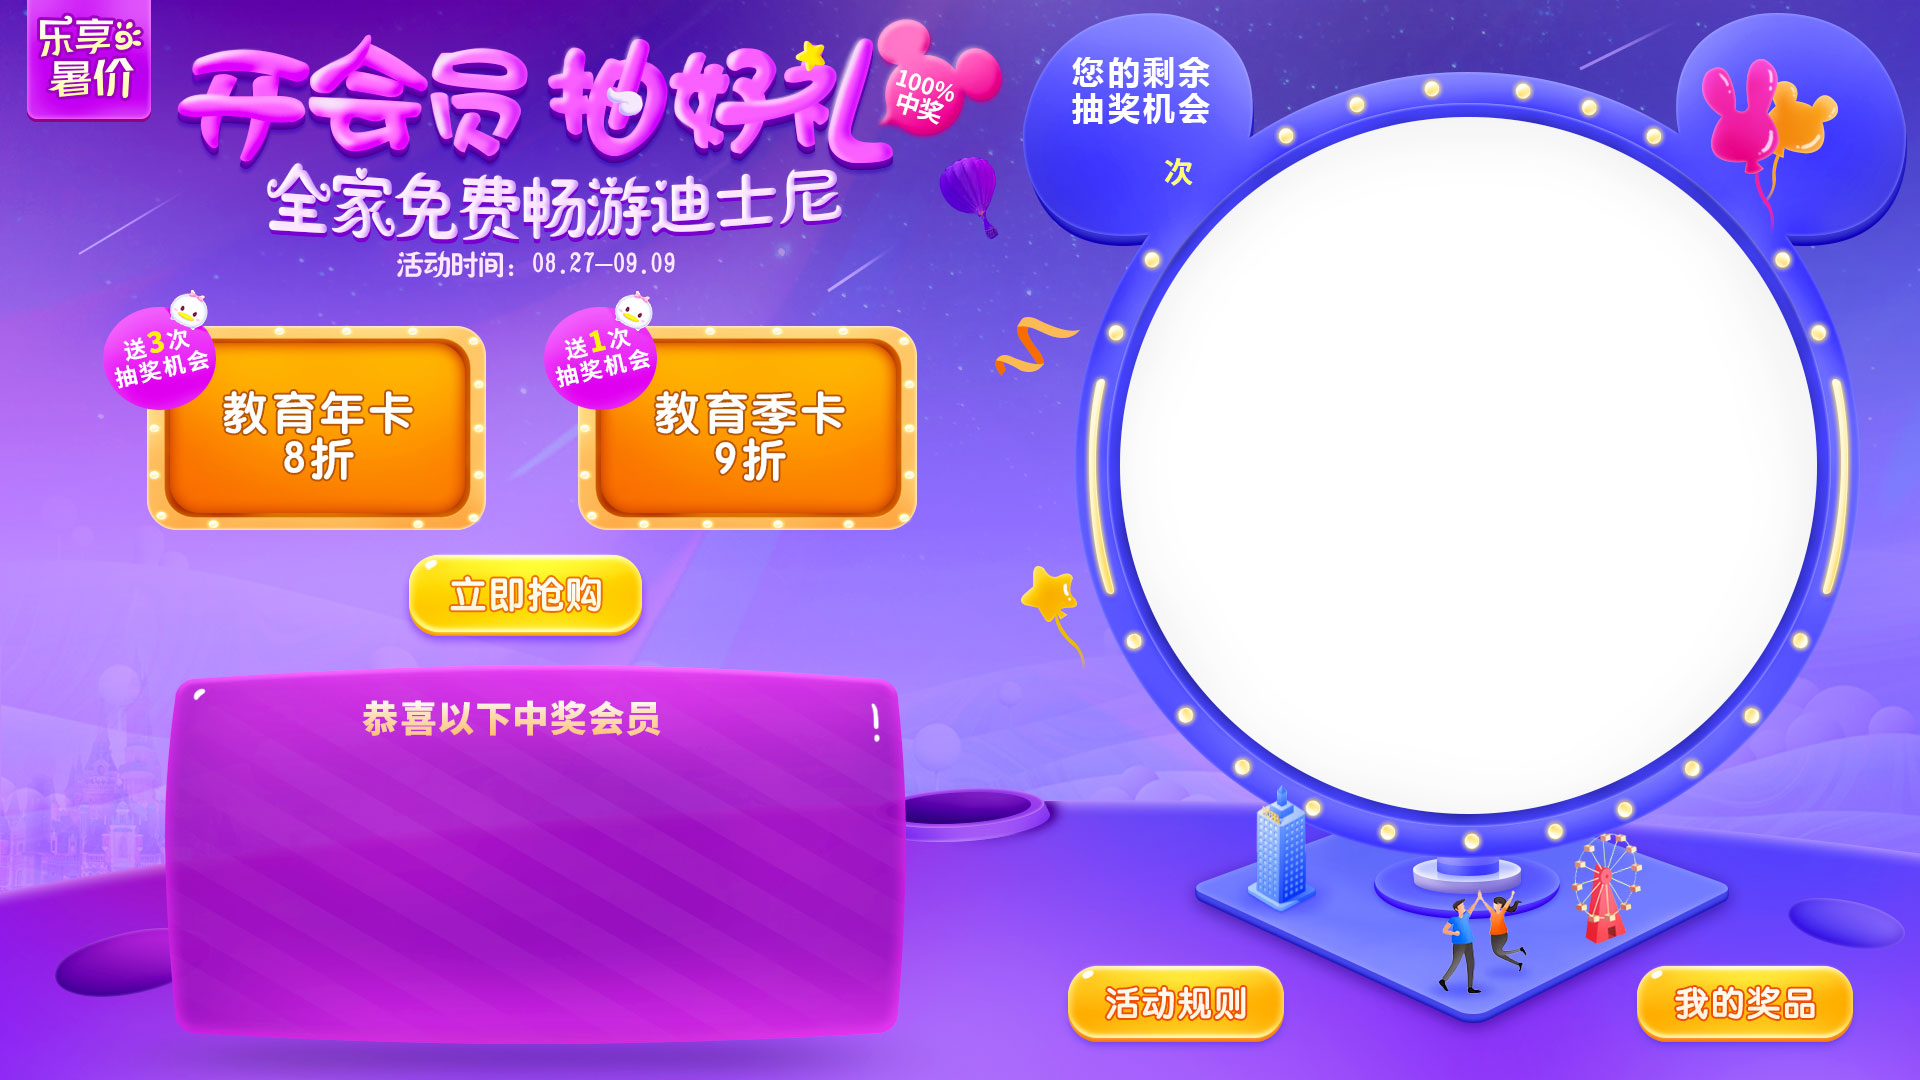 乐享
暑价
开会员 抽好礼
100%
中奖
全家免费畅游迪士尼
活动时间：08.27—09.09
送3次
抽奖机会
教育年卡
8折
送1次
抽奖机会
教育季卡
9折
立即抢购
恭喜以下中奖会员
您的剩余
抽奖机会
次
活动规则
我的奖品